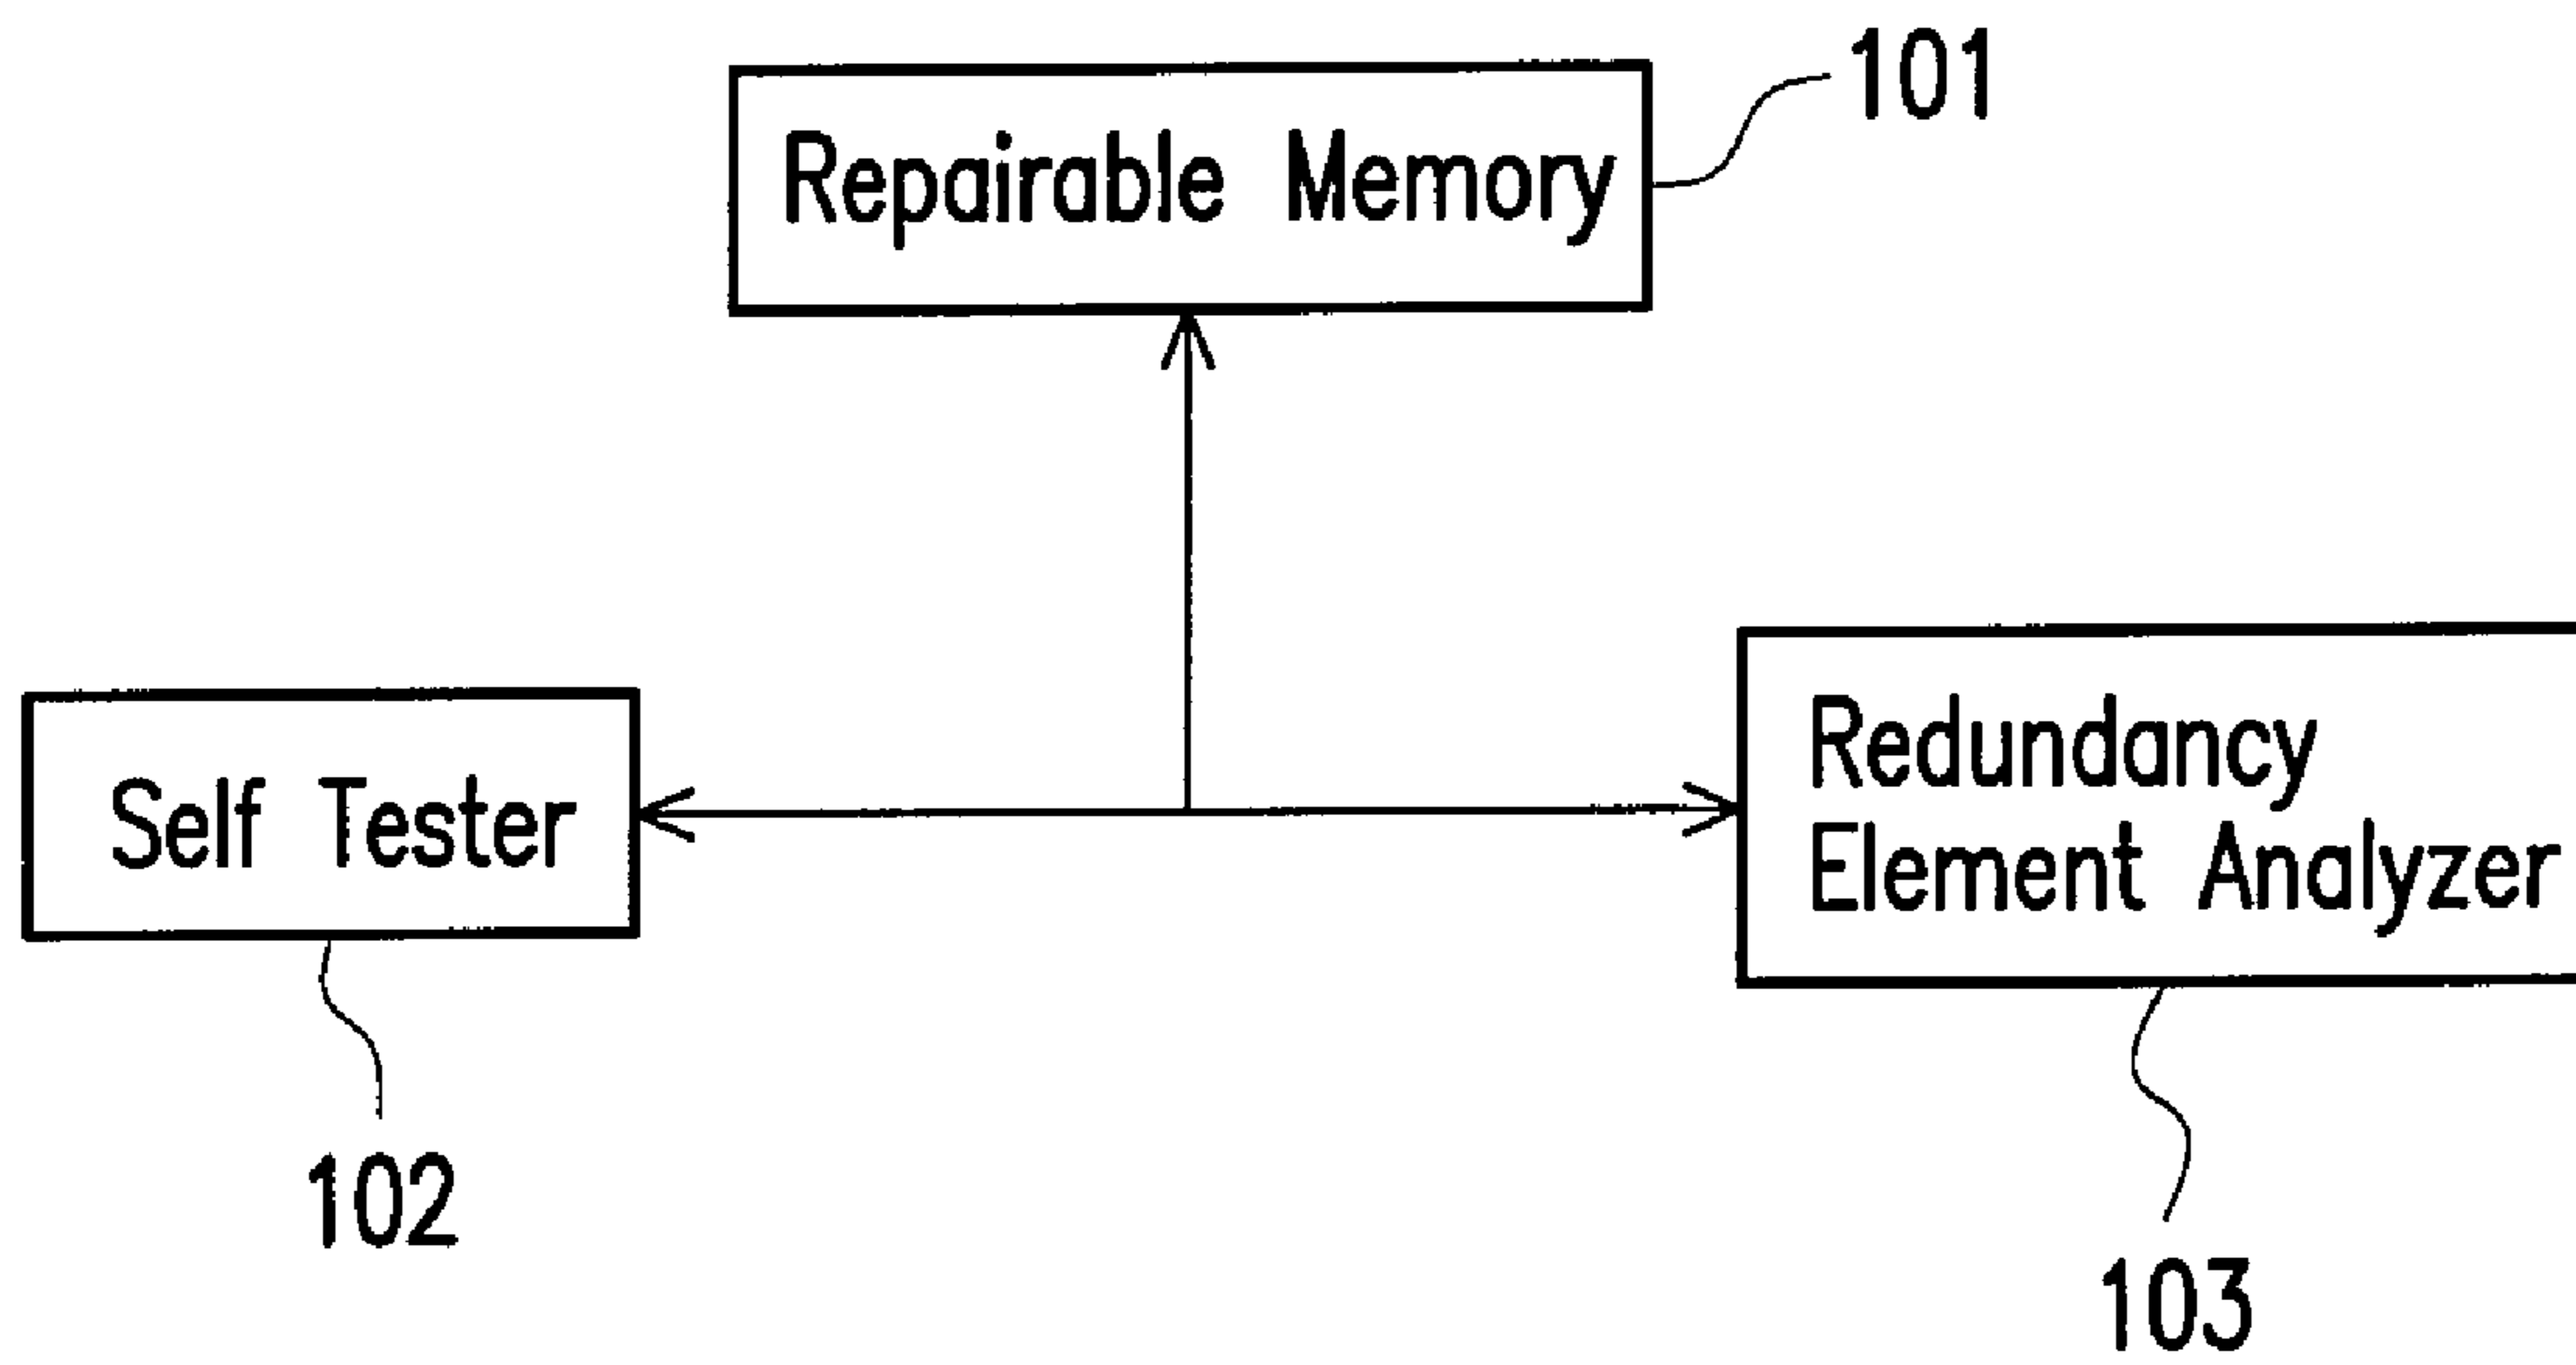 101
Repairable Memory
Self Tester
Redundancy
Element Analyzer
102
103